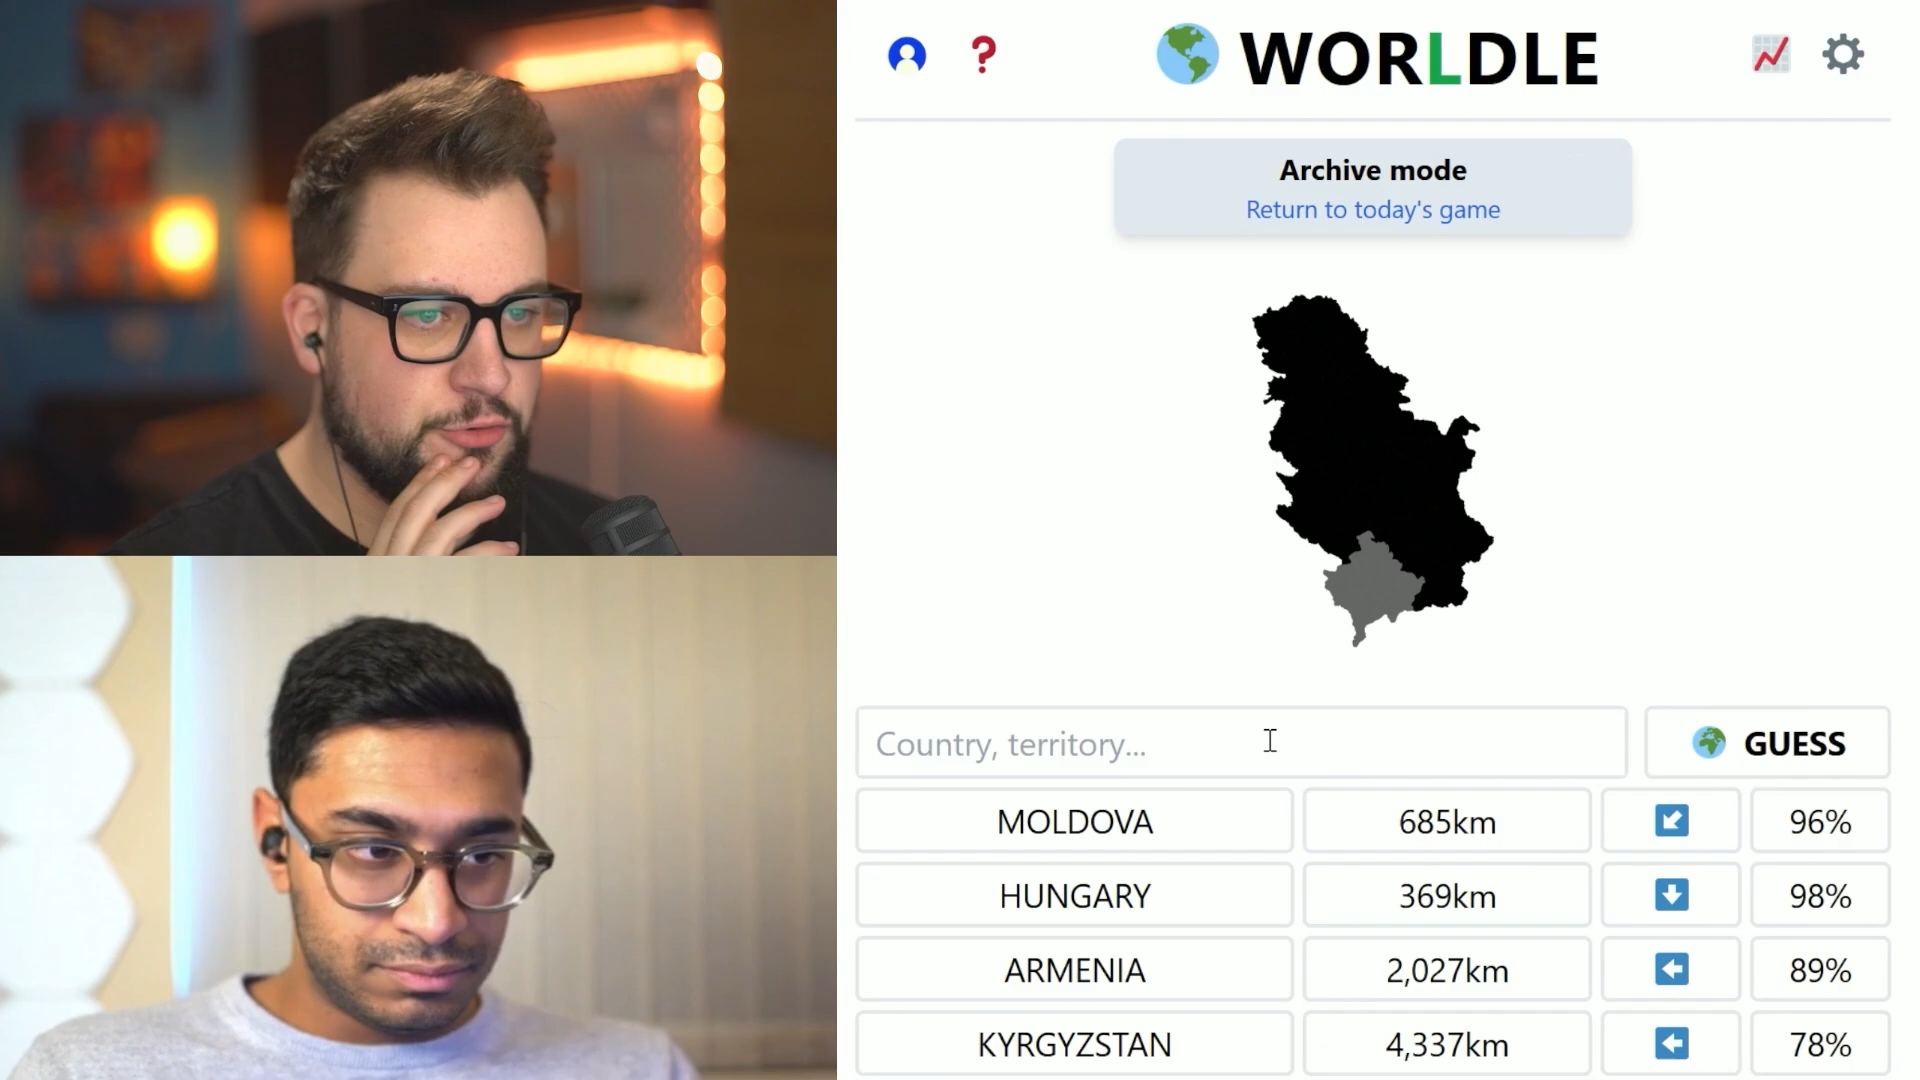 WORLDLE
Archive mode
Return to today's game
Country, territory...
GUESS
MOLDOVA 685km 96%
HUNGARY 369km 98%
ARMENIA 2,027km 89%
KYRGYZSTAN 4,337km 78%